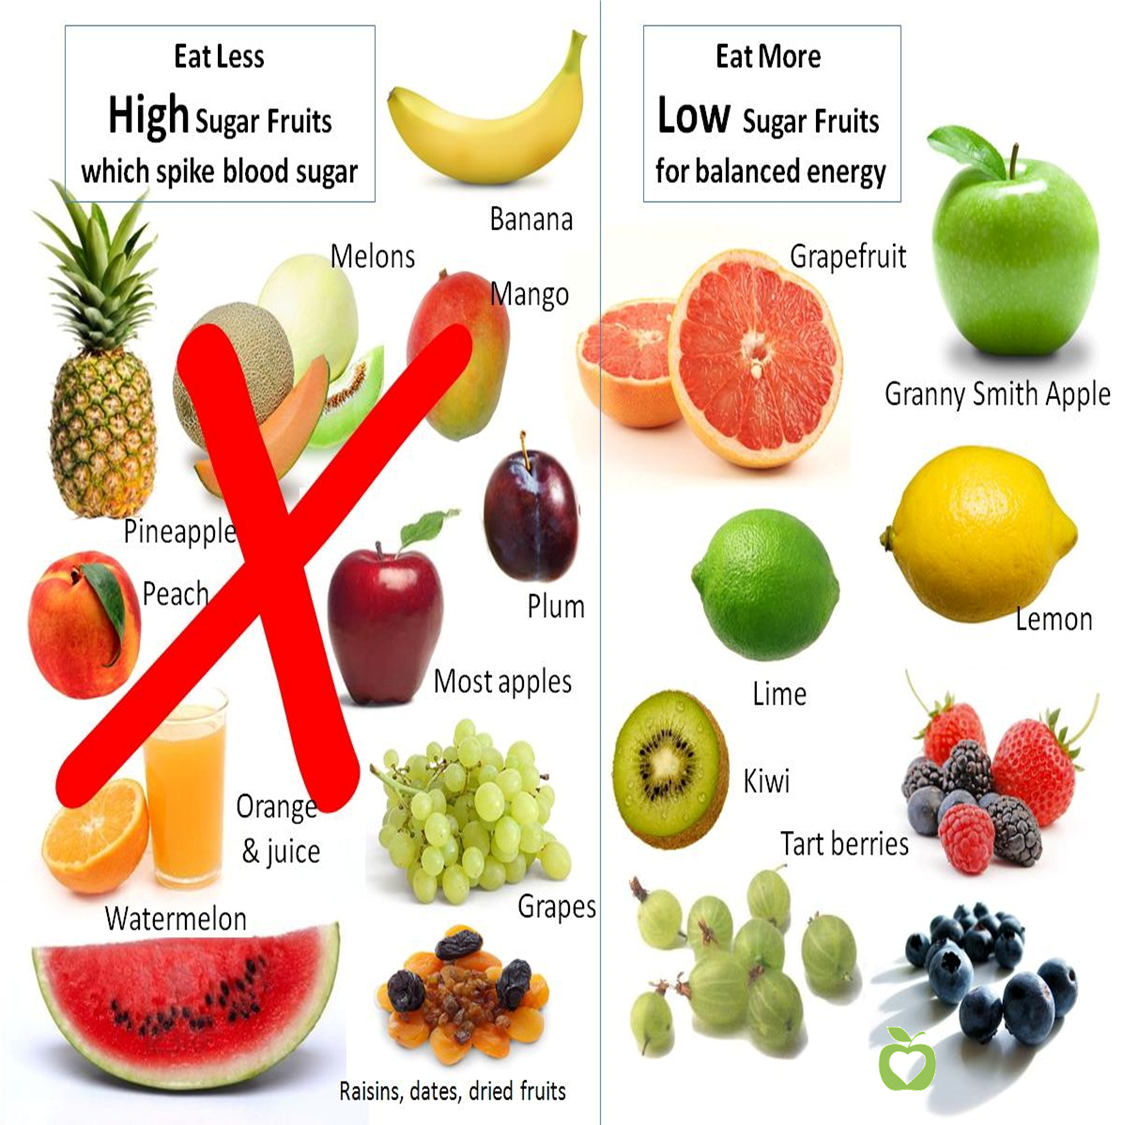 Eat Less
High Sugar Fruits
which spike blood sugar
Banana
Melons
Mango
Pineapple
Peach
Plum
Most apples
Orange
& juice
Grapes
Watermelon
Raisins, dates, dried fruits
Eat More
Low Sugar Fruits
for balanced energy
Grapefruit
Granny Smith Apple
Lemon
Lime
Kiwi
Tart berries